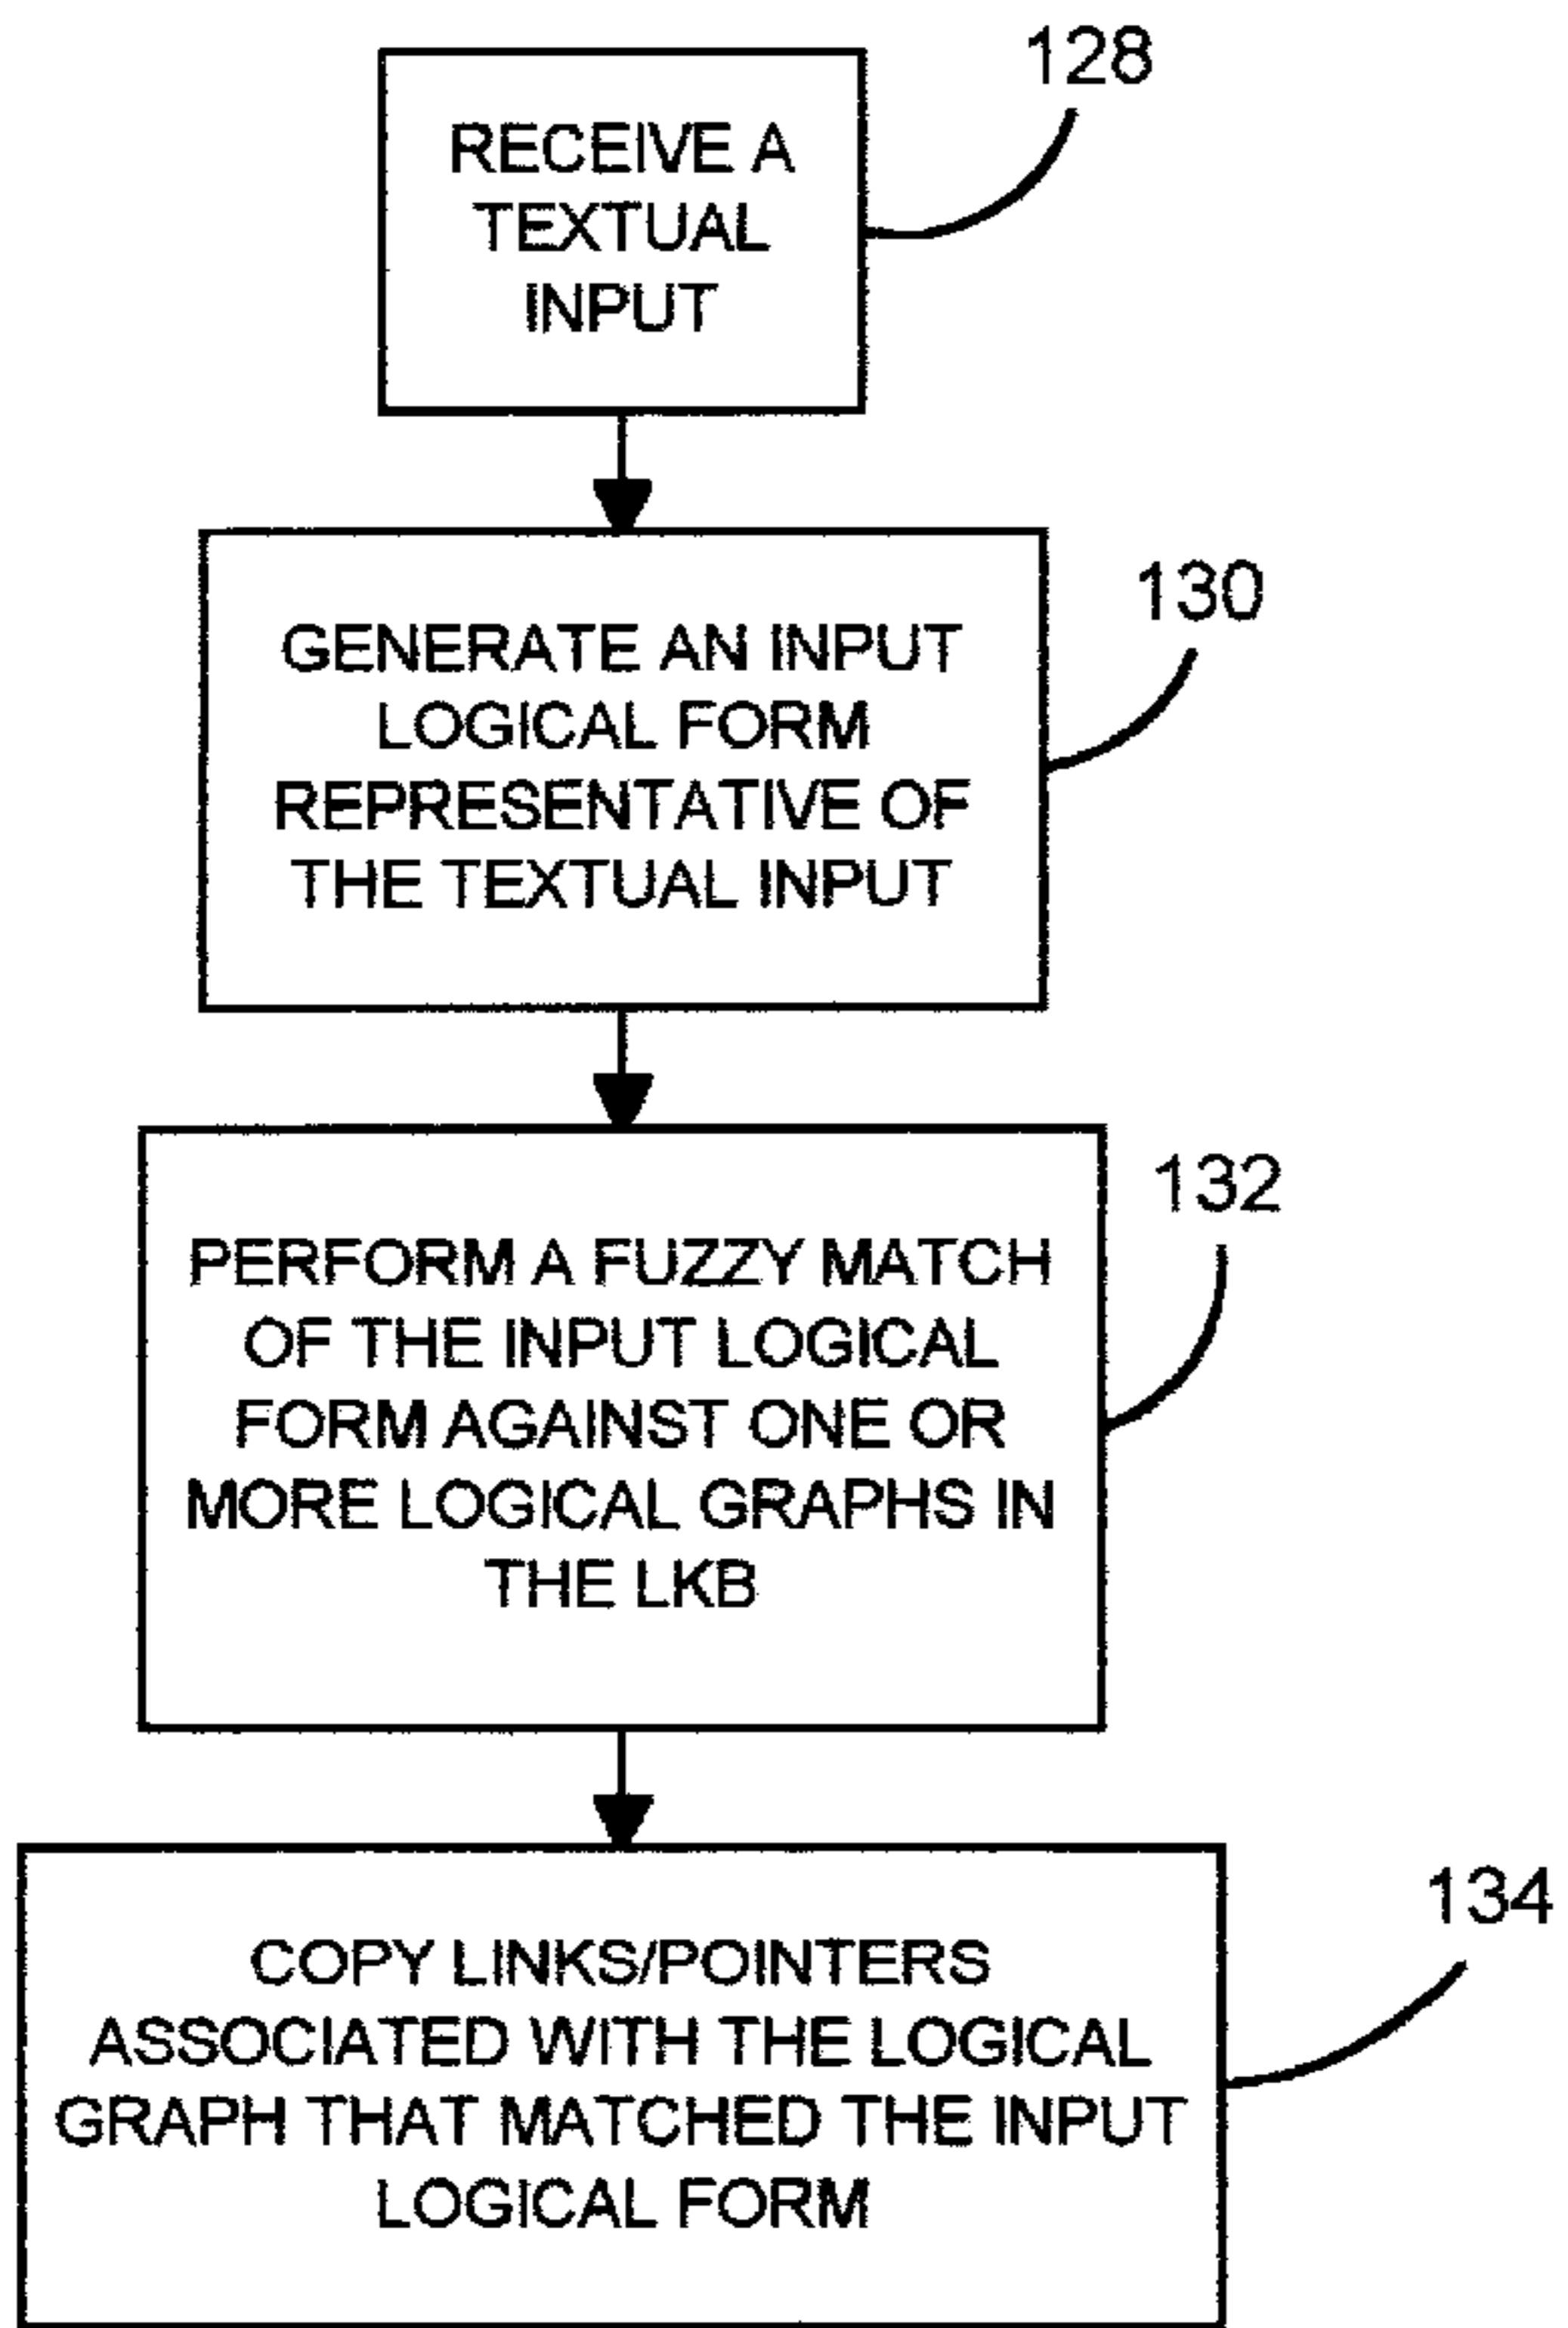 128
RECEIVE A
TEXTUAL
INPUT
130
GENERATE AN INPUT
LOGICAL FORM
REPRESENTATIVE OF
THE TEXTUAL INPUT
132
PERFORM A FUZZY MATCH
OF THE INPUT LOGICAL
FORM AGAINST ONE OR
MORE LOGICAL GRAPHS IN
THE LKB
134
COPY LINKS/POINTERS
ASSOCIATED WITH THE LOGICAL
GRAPH THAT MATCHED THE INPUT
LOGICAL FORM